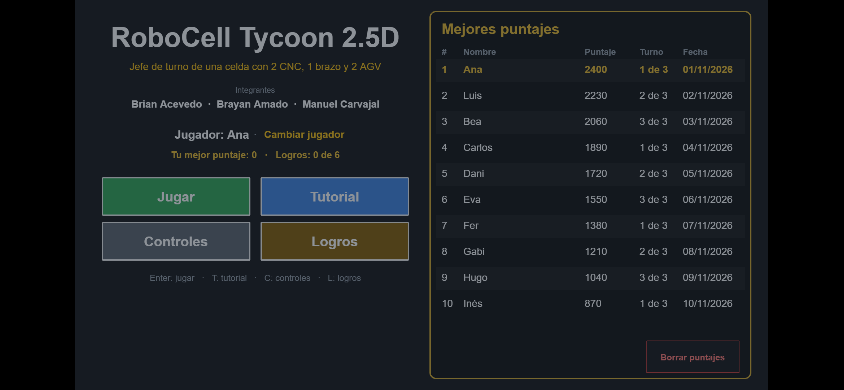 RoboCell Tycoon 2.5D
Jefe de turno de una celda con 2 CNC, 1 brazo y 2 AGV
Integrantes
Brian Acevedo · Brayan Amado · Manuel Carvajal
Jugador: Ana · Cambiar jugador
Tu mejor puntaje: 0 · Logros: 0 de 6
Jugar Tutorial
Controles Logros
Enter: jugar · T. tutorial · C. controles · L. logros
Mejores puntajes
# Nombre Puntaje Turno Fecha
1 Ana 2400 1 de 3 01/11/2026
2 Luis 2230 2 de 3 02/11/2026
3 Bea 2060 3 de 3 03/11/2026
4 Carlos 1890 1 de 3 04/11/2026
5 Dani 1720 2 de 3 05/11/2026
6 Eva 1550 3 de 3 06/11/2026
7 Fer 1380 1 de 3 07/11/2026
8 Gabi 1210 2 de 3 08/11/2026
9 Hugo 1040 3 de 3 09/11/2026
10 Inés 870 1 de 3 10/11/2026
Borrar puntajes